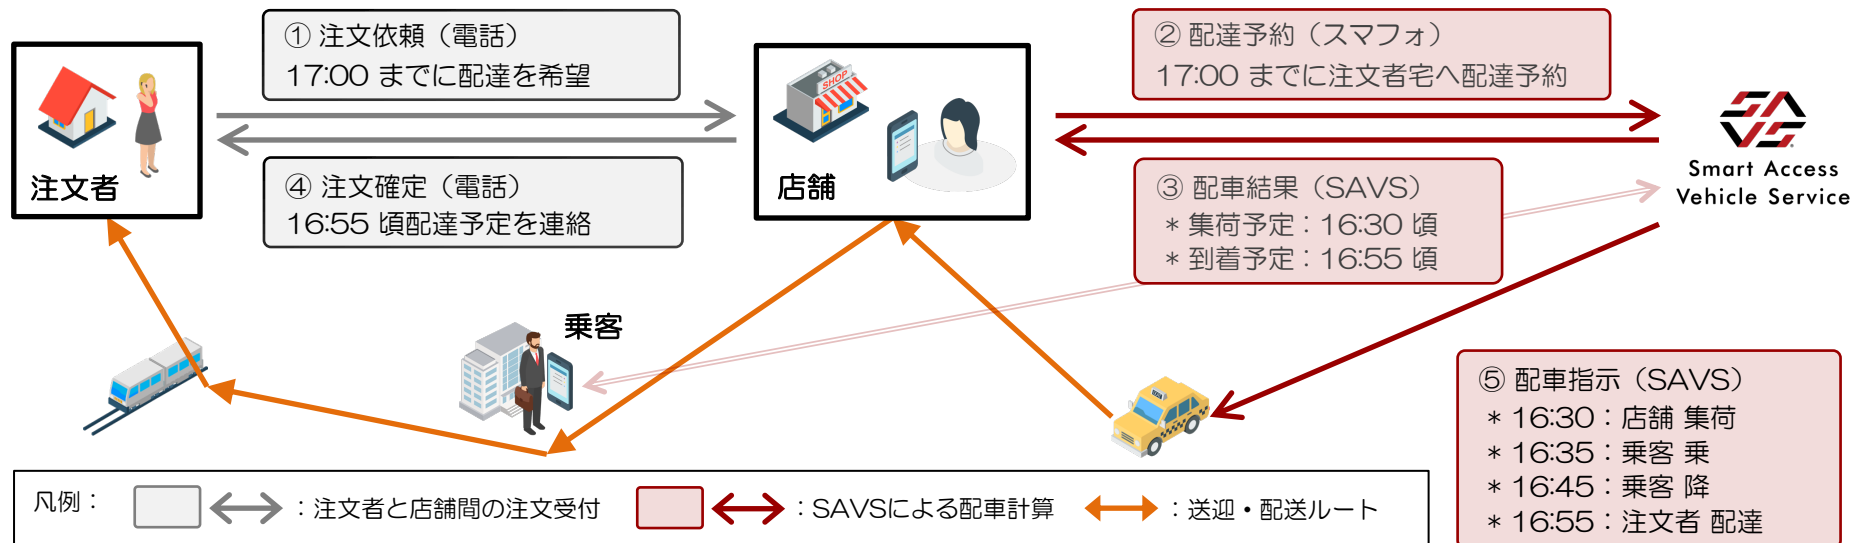 ① 注文依頼（電話）
17:00 までに配達を希望
② 配達予約（スマフォ）
17:00 までに注文者宅へ配達予約
SHOP
注文者
店舗
SAVS
Smart Access
Vehicle Service
④ 注文確定（電話）
16:55 頃配達予定を連絡
③ 配車結果（SAVS）
* 集荷予定：16:30 頃
* 到着予定：16:55 頃
乗客
⑤ 配車指示（SAVS）
* 16:30：店舗 集荷
* 16:35：乗客 乗
* 16:45：乗客 降
* 16:55：注文者 配達
凡例：
：注文者と店舗間の注文受付
：SAVSによる配車計算
：送迎・配送ルート